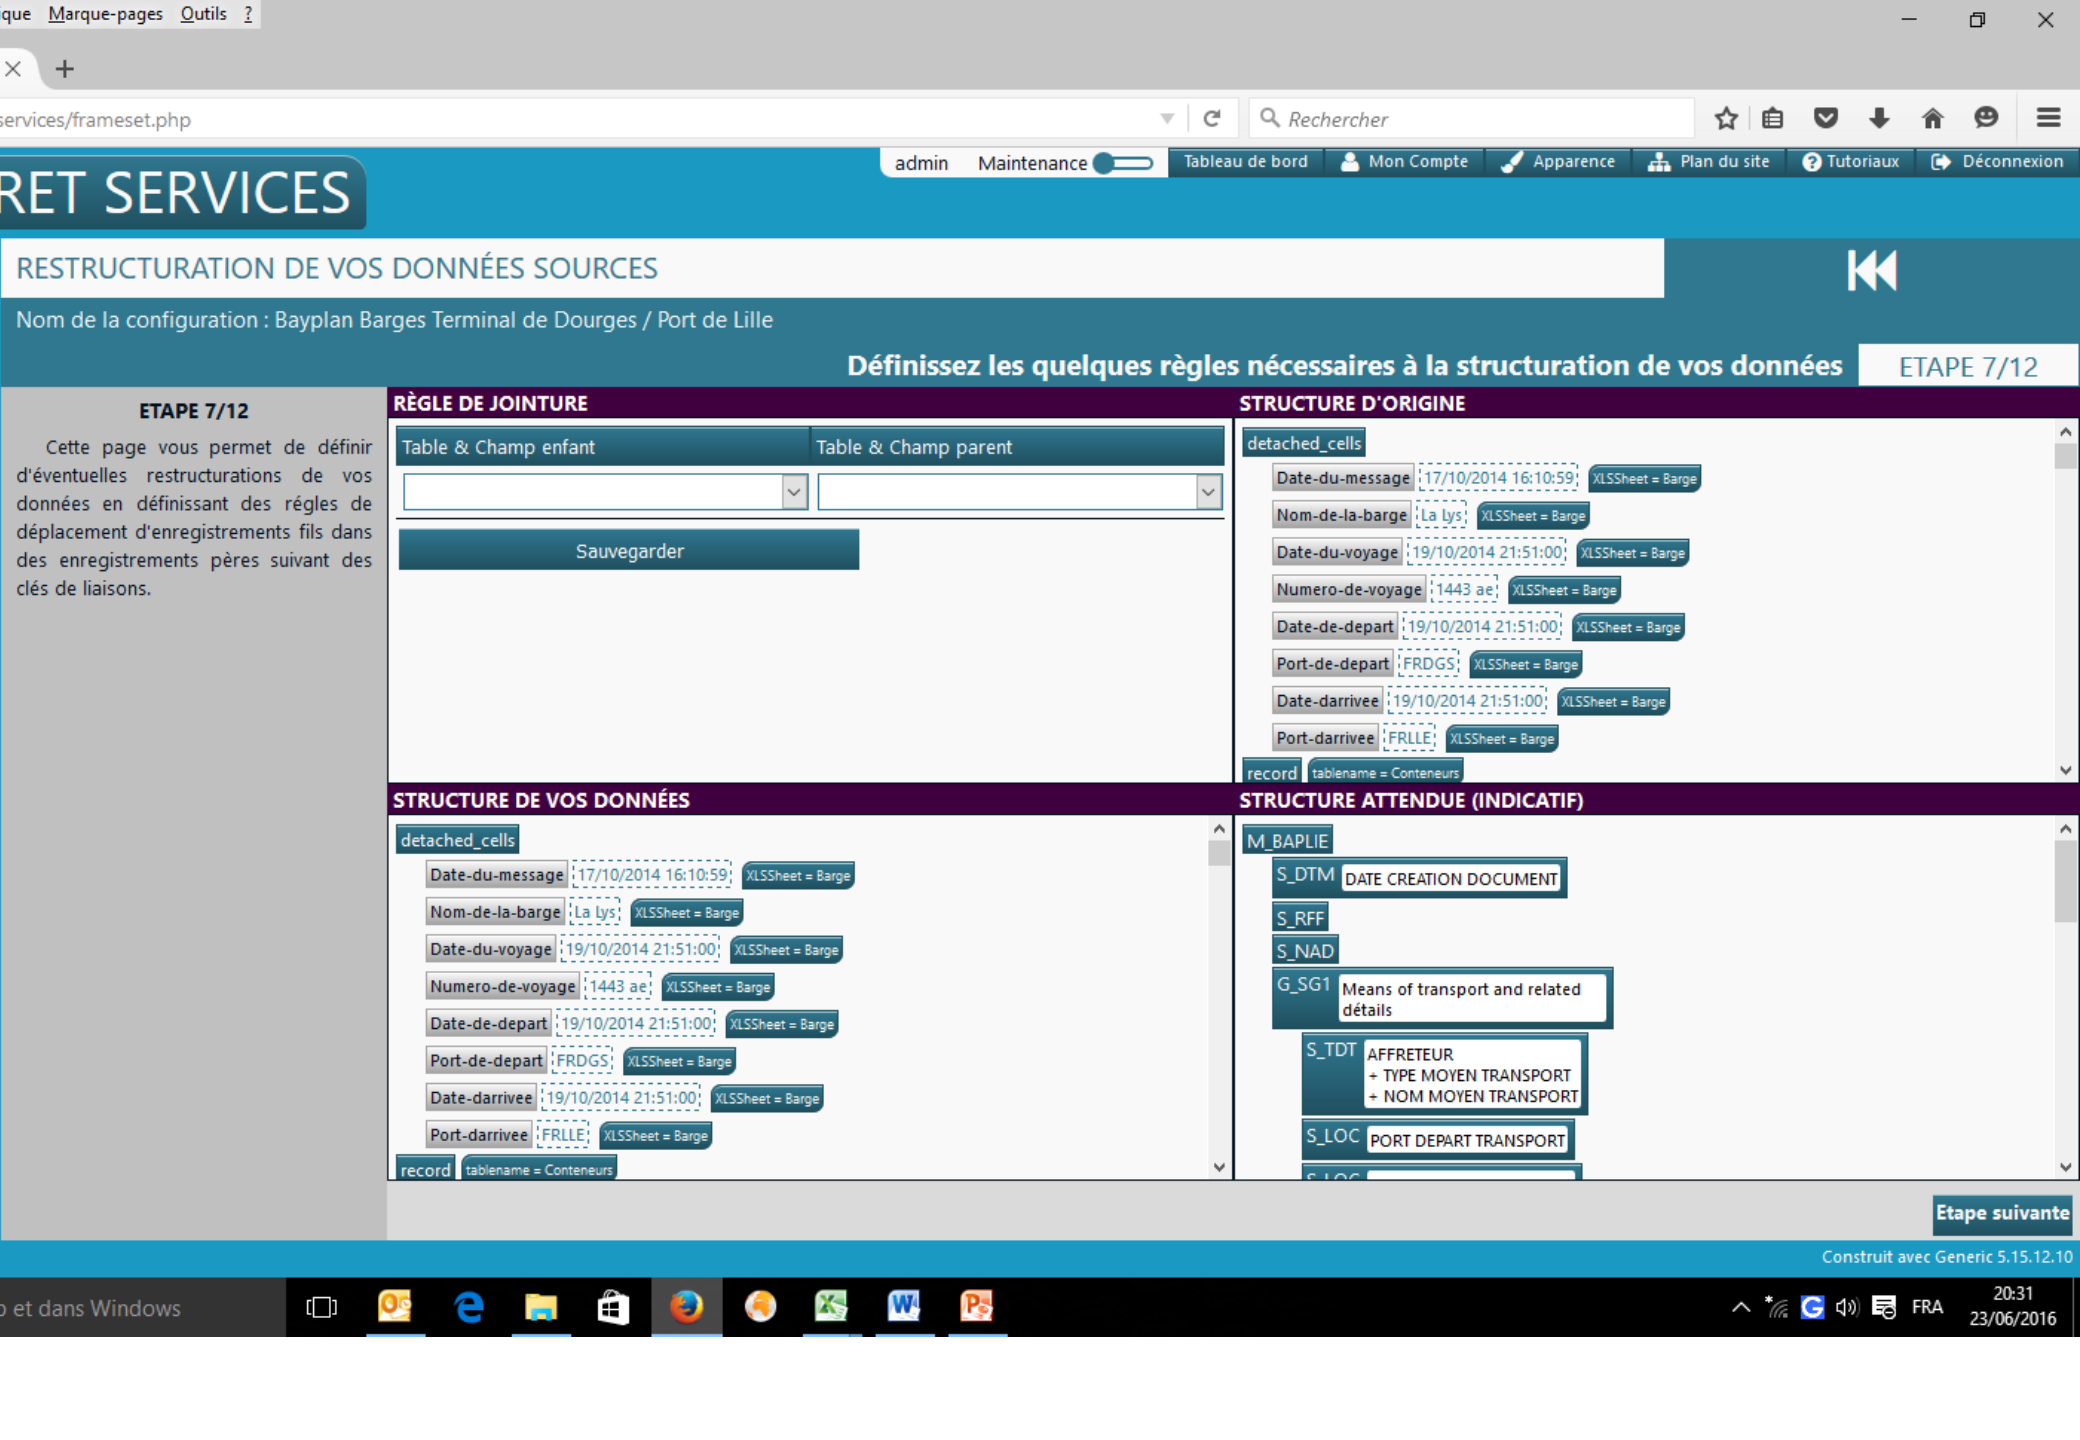 ique Marque-pages Outils ?
services/frameset.php
Rechercher
admin Maintenance Tableau de bord Mon Compte Apparence Plan du site Tutoriaux Déconnexion
RET SERVICES
RESTRUCTURATION DE VOS DONNÉES SOURCES
Nom de la configuration : Bayplan Barges Terminal de Dourges / Port de Lille
Définissez les quelques règles nécessaires à la structuration de vos données ETAPE 7/12
ETAPE 7/12
Cette page vous permet de définir
d'éventuelles restructurations de vos
données en définissant des régles de
déplacement d'enregistrements fils dans
des enregistrements pères suivant des
clés de liaisons.
RÈGLE DE JOINTURE
Table & Champ enfant Table & Champ parent
Sauvegarder
STRUCTURE D'ORIGINE
detached_cells
Date-du-message 17/10/2014 16:10:59 XLSSheet = Barge
Nom-de-la-barge La Lys XLSSheet = Barge
Date-du-voyage 19/10/2014 21:51:00 XLSSheet = Barge
Numero-de-voyage 1443 ae XLSSheet = Barge
Date-de-depart 19/10/2014 21:51:00 XLSSheet = Barge
Port-de-depart FRDGS XLSSheet = Barge
Date-darrivee 19/10/2014 21:51:00 XLSSheet = Barge
Port-darrivee FRLLE XLSSheet = Barge
record tablename = Conteneurs
STRUCTURE DE VOS DONNÉES
detached_cells
Date-du-message 17/10/2014 16:10:59 XLSSheet = Barge
Nom-de-la-barge La Lys XLSSheet = Barge
Date-du-voyage 19/10/2014 21:51:00 XLSSheet = Barge
Numero-de-voyage 1443 ae XLSSheet = Barge
Date-de-depart 19/10/2014 21:51:00 XLSSheet = Barge
Port-de-depart FRDGS XLSSheet = Barge
Date-darrivee 19/10/2014 21:51:00 XLSSheet = Barge
Port-darrivee FRLLE XLSSheet = Barge
record tablename = Conteneurs
STRUCTURE ATTENDUE (INDICATIF)
M_BAPLIE
S_DTM DATE CREATION DOCUMENT
S_RFF
S_NAD
G_SG1 Means of transport and related
détails
S_TDT AFFRETEUR
+ TYPE MOYEN TRANSPORT
+ NOM MOYEN TRANSPORT
S_LOC PORT DEPART TRANSPORT
S_LOC
Etape suivante
Construit avec Generic 5.15.12.10
et dans Windows
FRA
20:31
23/06/2016